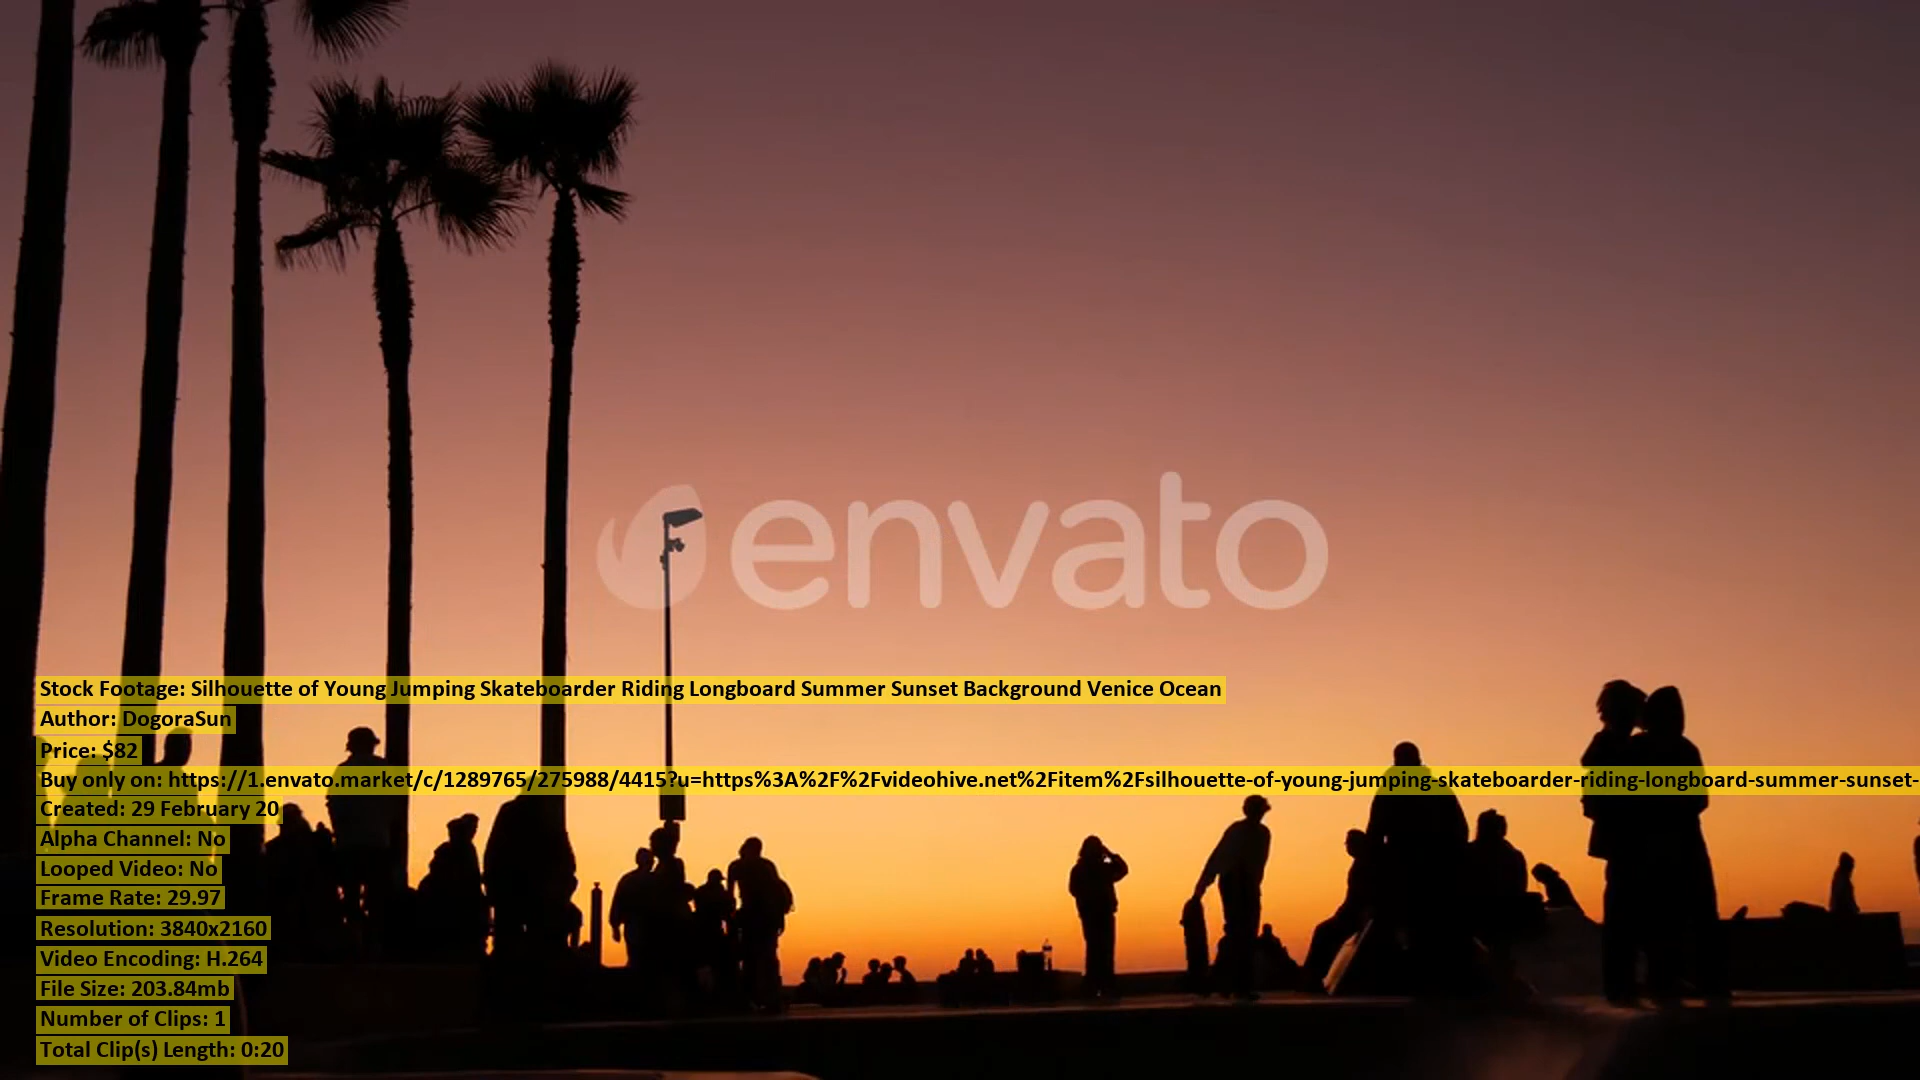 envato
Stock Footage: Silhouette of Young Jumping Skateboarder Riding Longboard Summer Sunset Background Venice Ocean
Author: DogoraSun
Price: $82
Buy only on: https://1.envato.market/c/1289765/275988/4415?u=https%3A%2F%2Fvideohive.net%2Fitem%2Fsilhouette-of-young-jumping-skateboarder-riding-longboard-summer-sunset-
Created: 29 February 20
Alpha Channel: No
Looped Video: No
Frame Rate: 29.97
Resolution: 3840x2160
Video Encoding: H.264
File Size: 203.84mb
Number of Clips: 1
Total Clip(s) Length: 0:20